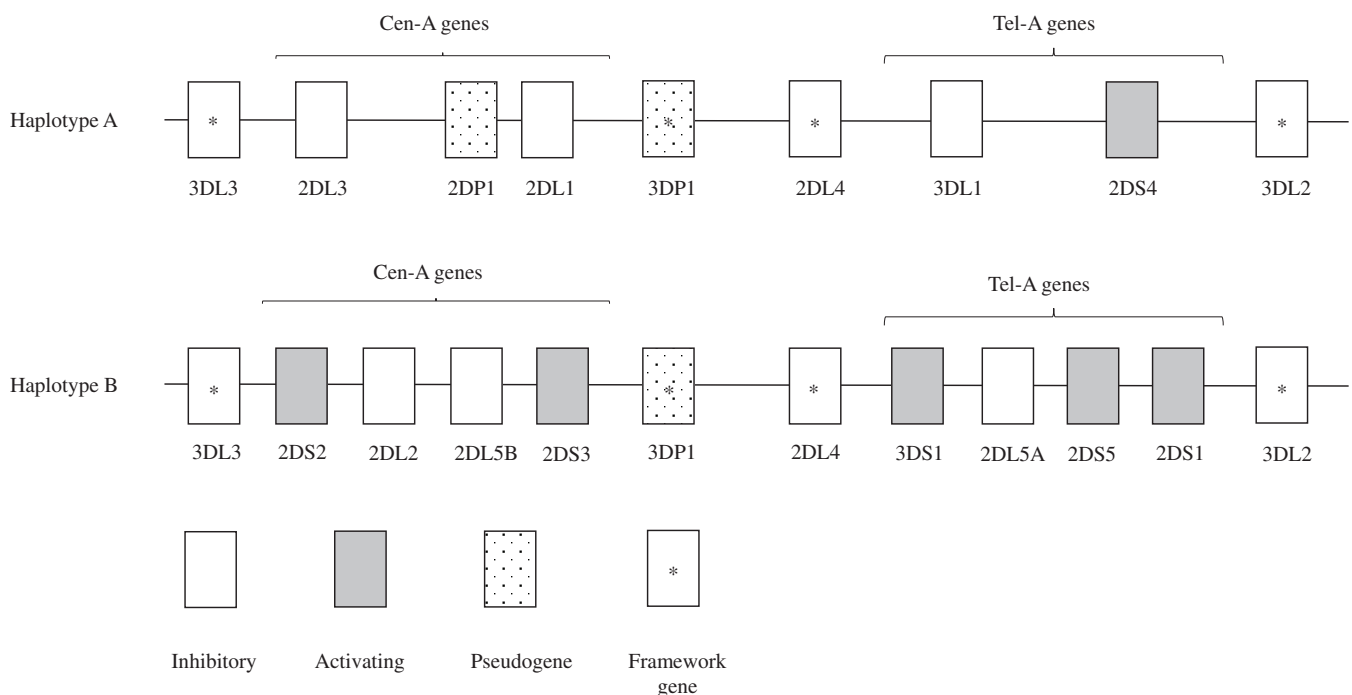 Cen-A genes Tel-A genes
Haplotype A * * * * *
3DL3 2DL3 2DP1 2DL1 3DP1 2DL4 3DL1 2DS4 3DL2
Cen-A genes Tel-A genes
Haplotype B * * * *
3DL3 2DS2 2DL2 2DL5B 2DS3 3DP1 2DL4 3DS1 2DL5A 2DS5 2DS1 3DL2
*
Inhibitory Activating Pseudogene Framework
gene